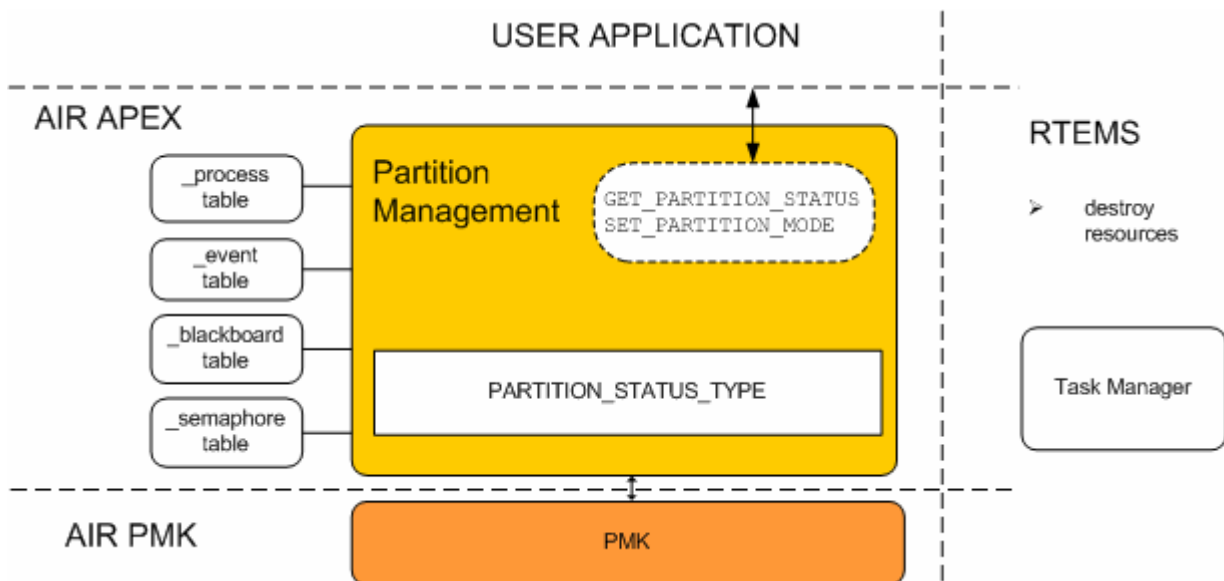 USER APPLICATION
AIR APEX
_process
table
_event
table
_blackboard
table
_semaphore
table
Partition
Management
GET_PARTITION_STATUS
SET_PARTITION_MODE
PARTITION_STATUS_TYPE
RTEMS
➢ destroy
resources
Task Manager
AIR PMK
PMK